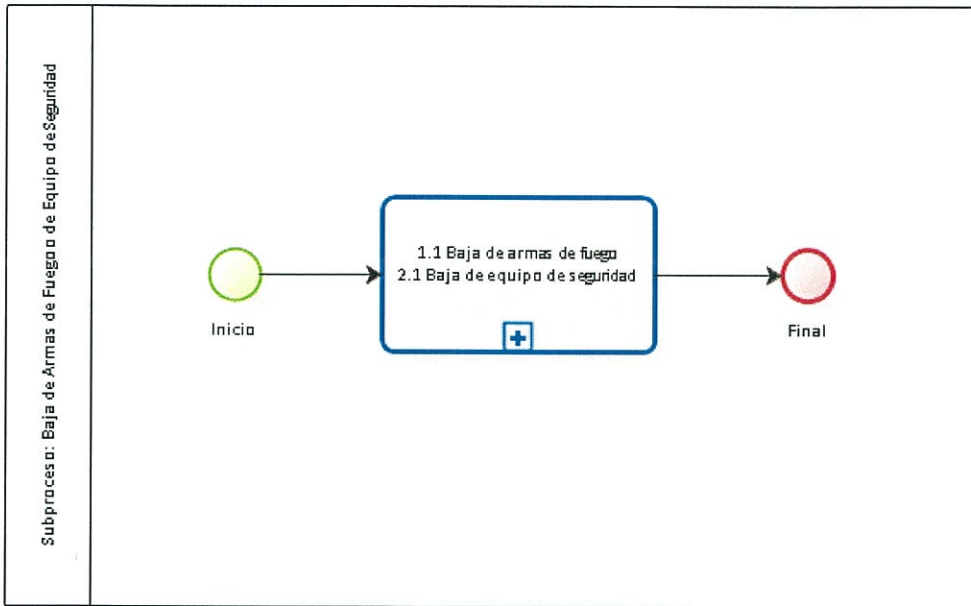 Subproceso: Baja de Armas de Fuego de Equipo de Seguridad
Inicio
1.1 Baja de armas de fuego
2.1 Baja de equipo de seguridad
Final